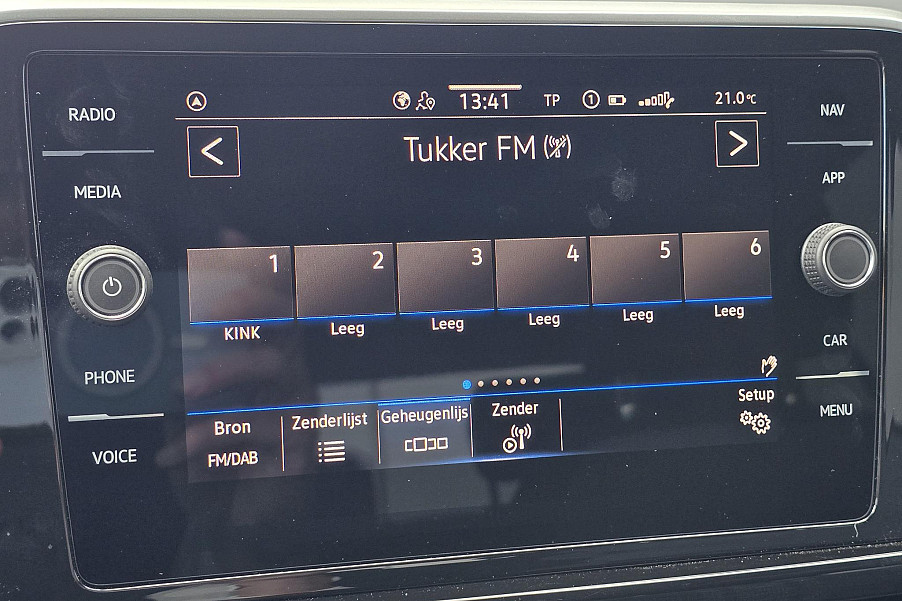 RADIO
MEDIA
PHONE
VOICE
13:41 TP 1 21.0°C
< Tukker FM >
1 2 3 4 5 6
KINK Leeg Leeg Leeg Leeg Leeg
Bron Zenderlijst Geheugenlijs Zender Setup
FM/DAB
NAV
APP
CAR
MENU